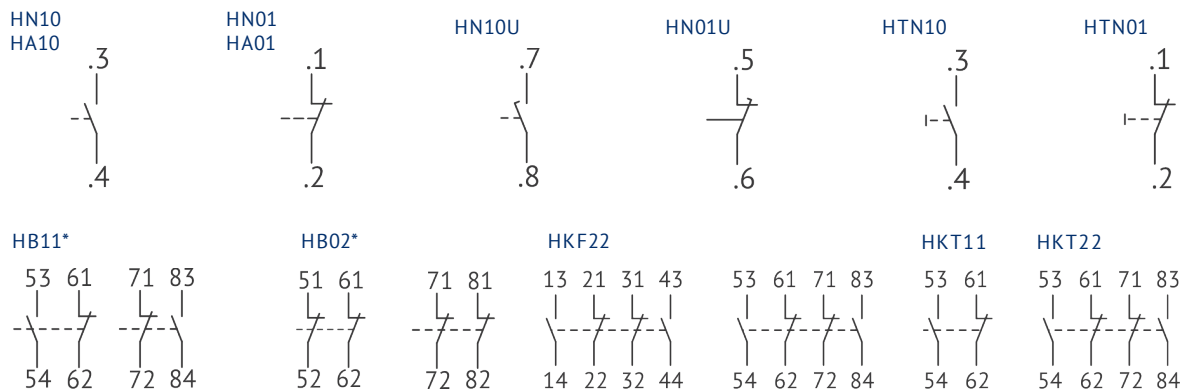 HN10
HA10
HN01
HA01
HN10U
HN01U
HTN10
HTN01
.3 .1 .7 .5 .3 .1
.4 .2 .8 .6 .4 .2
HB11* HB02* HKF22 HKT11 HKT22
53 61 71 83 51 61 71 81 13 21 31 43 53 61 71 83 53 61 53 61 71 83
54 62 72 84 52 62 72 82 14 22 32 44 54 62 72 84 54 62 54 62 72 84